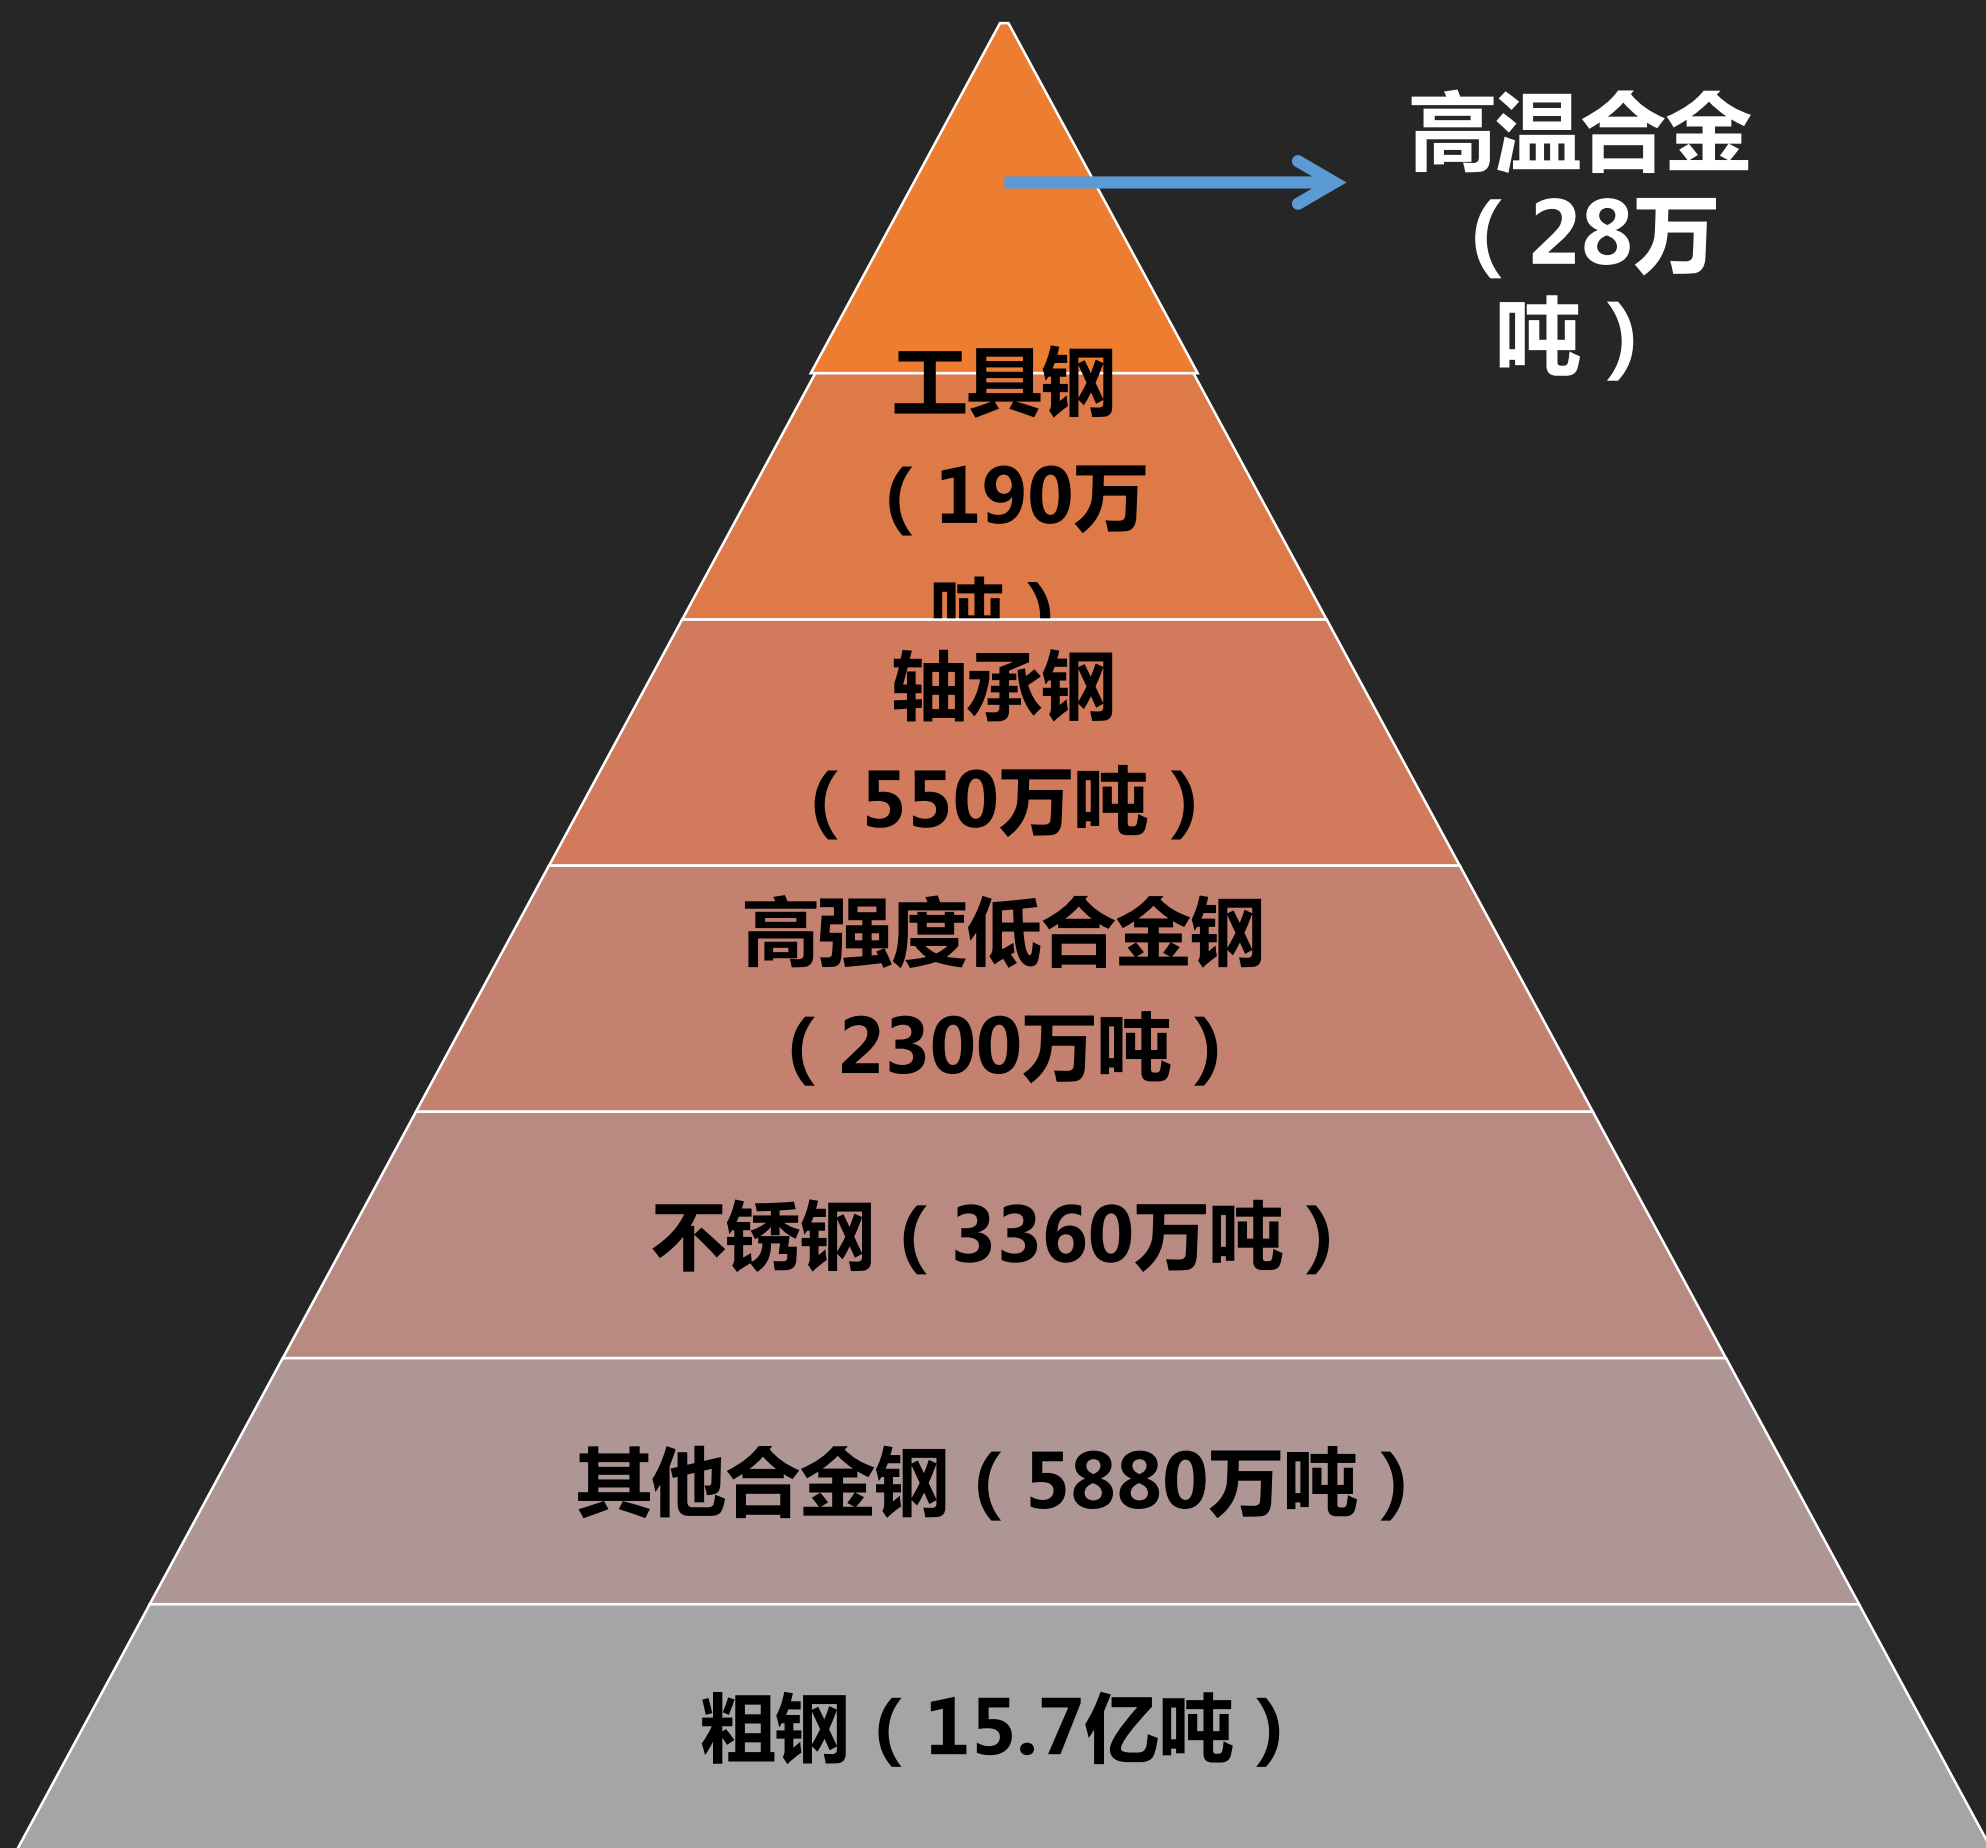 高温合金
（28万
吨）
工具钢
（190万
吨）
轴承钢
（550万吨）
高强度低合金钢
（2300万吨）
不锈钢（3360万吨）
其他合金钢（5880万吨）
粗钢（15.7亿吨）